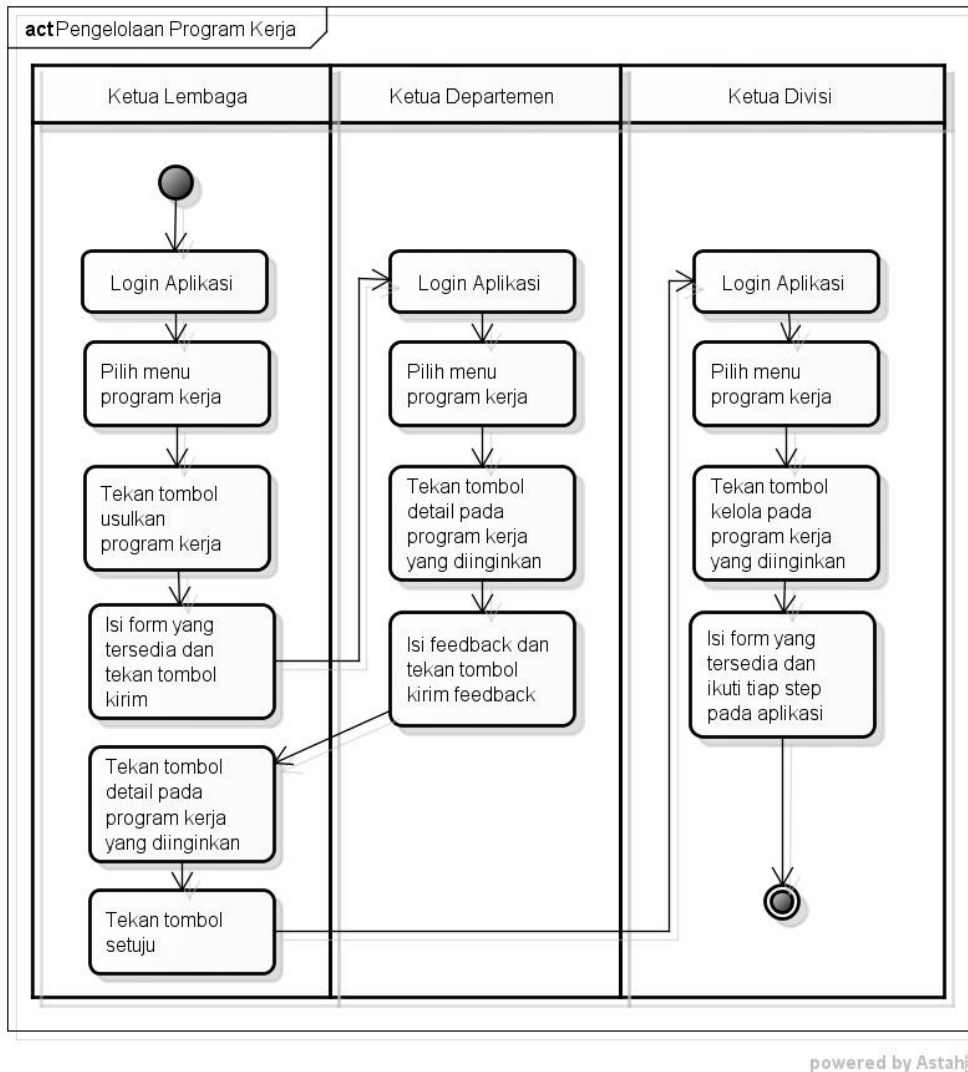 act Pengelolaan Program Kerja
Ketua Lembaga
Ketua Departemen
Ketua Divisi
Login Aplikasi
Pilih menu
program kerja
Tekan tombol
usulkan
program kerja
Isi form yang
tersedia dan
tekan tombol
kirim
Tekan tombol
detail pada
program kerja
yang diinginkan
Tekan tombol
setuju
Login Aplikasi
Pilih menu
program kerja
Tekan tombol
detail pada
program kerja
yang diinginkan
Isi feedback dan
tekan tombol
kirim feedback
Login Aplikasi
Pilih menu
program kerja
Tekan tombol
kelola pada
program kerja
yang diinginkan
Isi form yang
tersedia dan
ikuti tiap step
pada aplikasi
powered by Astah